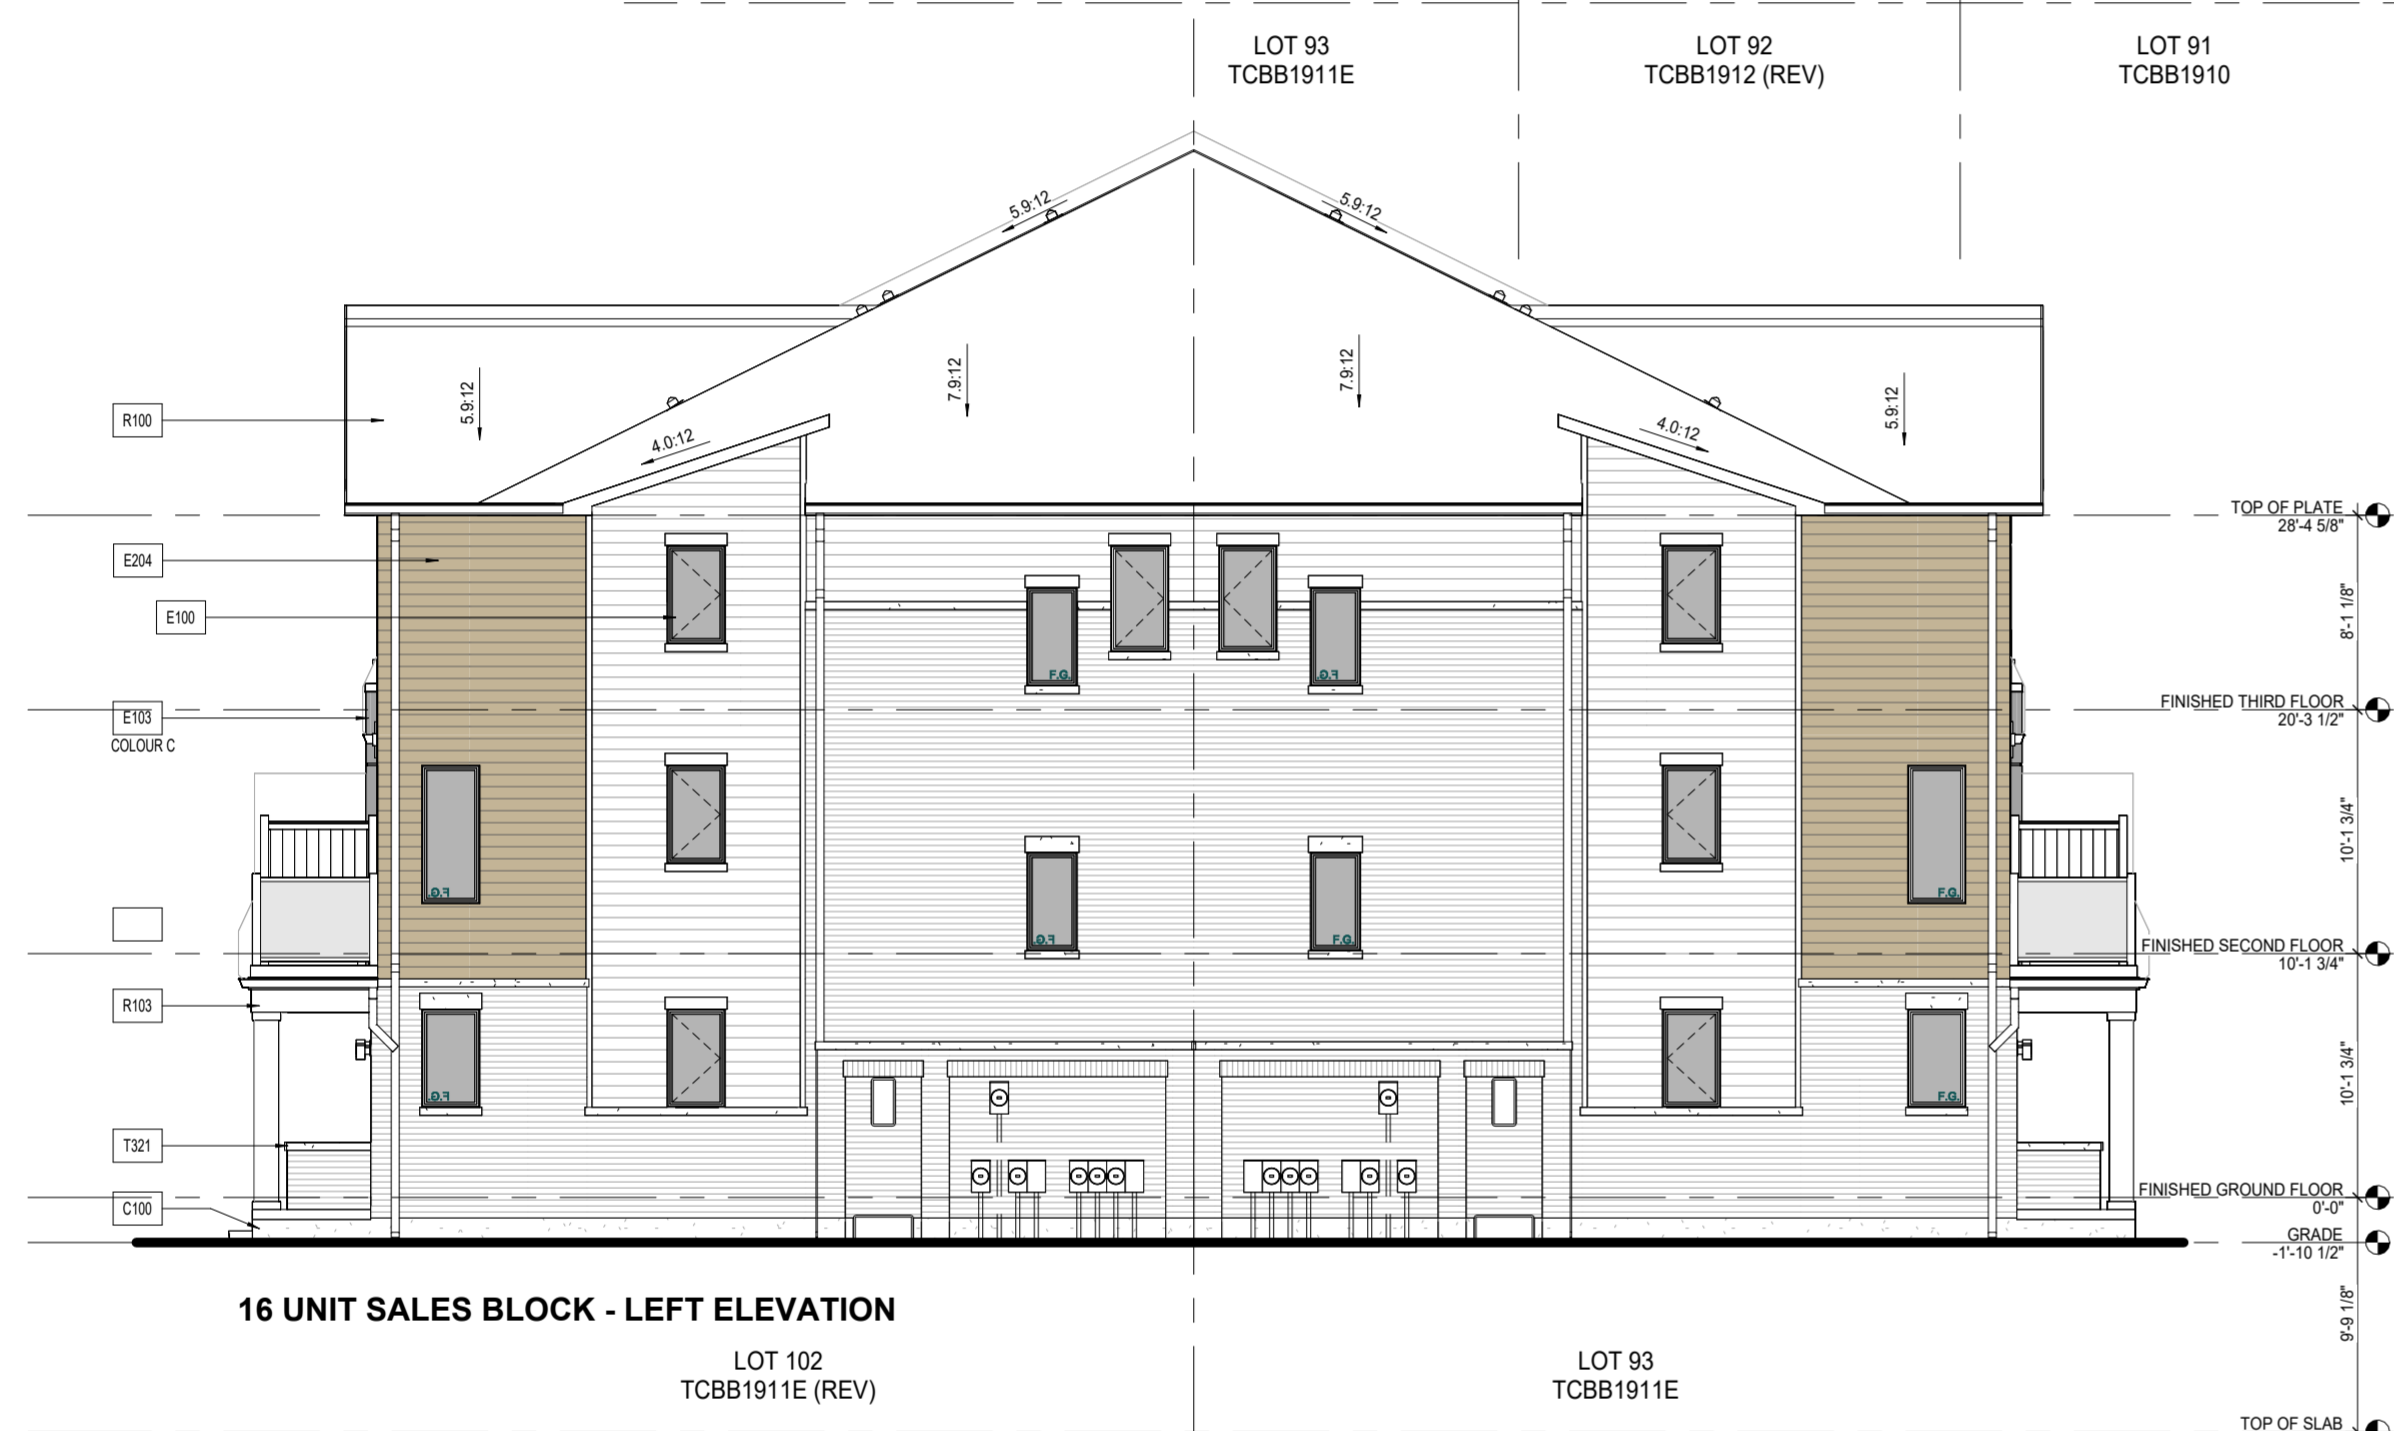 LOT 93
TCBB1911E
LOT 92
TCBB1912 (REV)
LOT 91
TCBB1910
5.9:12
5.9:12
5.9:12
7.9:12
7.9:12
5.9:12
4.0:12
4.0:12
R100
E204
E100
E103
COLOUR C
R103
T321
C100
F.G.
F.G.
F.G.
F.G.
F.G.
F.G.
F.G.
F.G.
TOP OF PLATE
28'-4 5/8"
8'-1 1/8"
FINISHED THIRD FLOOR
20'-3 1/2"
10'-1 3/4"
FINISHED SECOND FLOOR
10'-1 3/4"
10'-1 3/4"
FINISHED GROUND FLOOR
0'-0"
GRADE
-1'-10 1/2"
9'-9 1/8"
TOP OF SLAB
16 UNIT SALES BLOCK - LEFT ELEVATION
LOT 102
TCBB1911E (REV)
LOT 93
TCBB1911E